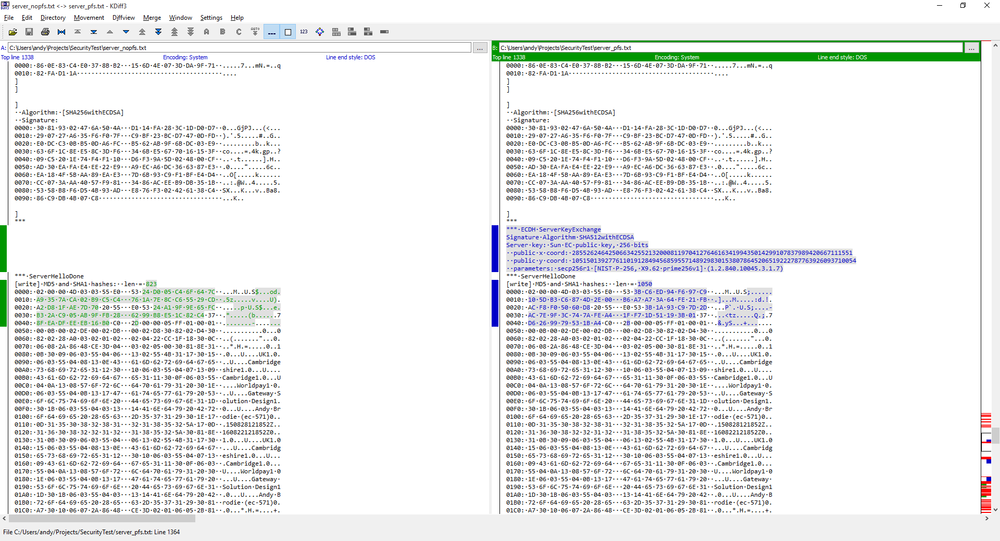 server_nopfs.txt <-> server_pfs.txt - KDiff3
File Edit Directory Movement Diffview Merge Window Settings Help
A B C AUTO 123
A: C:\Users\andy\Projects\SecurityTest\server_nopfs.txt ...
Top line 1338 Encoding: System Line end style: DOS
0000:·86·0E·83·C4·E0·37·8B·B2···15·6D·4E·07·3D·DA·9F·71··.....7...mN.=..q
0010:·82·FA·D1·1A·······································....
]
]
]
··Algorithm:·[SHA256withECDSA]
··Signature:
0000:·30·81·93·02·47·6A·50·4A···D1·14·FA·28·3C·1D·D0·D7··0...GjPJ...(<...
0010:·29·07·27·A6·35·F6·F0·7F···C9·BF·23·BC·D7·47·0D·FD··).'.5.....#..G..
0020:·E0·DC·C3·0B·B5·0D·A6·FC···B5·62·AB·9F·6B·DC·03·E9··.........b..k...
0030:·63·6F·1C·8E·E5·8C·3D·F6···34·6B·E5·67·70·16·15·3F··co....=.4k.gp..?
0040:·09·C5·20·1E·74·F4·F1·10···D6·F3·9A·5D·02·48·00·CF··..·.t......].H..
0050:·AD·30·EA·FA·E4·EE·22·E9···A9·EC·A6·DC·36·63·87·E3··.0....".....6c..
0060:·EA·18·4F·5B·AA·89·EA·E3···7D·6B·93·C9·F1·BF·E4·D4··..O[.....k......
0070:·CC·07·3A·AA·40·57·F9·81···34·86·AC·EE·B9·DB·35·1B··..:.@W..4.....5.
0080:·53·58·B8·F6·D5·4B·93·AD···E8·76·F3·02·42·61·38·C4··SX...K...v..Ba8.
0090:·86·C9·DB·4B·07·C8·································...K..
]
***
***·ServerHelloDone
[write]·MD5·and·SHA1·hashes:··len·=·823
0000:·02·00·00·4D·03·03·55·E0···53·24·D0·05·C4·6F·64·7C··...M..U.S$...od.
0010:·A9·35·7A·CA·02·B9·C5·C4···76·1A·7E·8C·C6·55·29·CD··.5z.....v....U).
0020:·A2·D8·1F·AE·7D·70·20·55···E0·53·24·A1·9F·9E·65·FC··.....p·U.S$...e.
0030:·B3·2A·C9·05·AB·9F·FB·28···62·99·B8·E5·1C·82·C4·37··.*.....(b......7
0040:·8F·EA·DF·EE·EB·16·B0·C0···2D·00·00·05·FF·01·00·01··........-.......
0050:·00·0B·00·02·DE·00·02·DB···00·02·D8·30·82·02·D4·30··...........0...0
0060:·82·02·28·A0·03·02·01·02···02·04·22·CC·1F·18·30·0C··..(......."...0.
0070:·06·08·2A·86·48·CE·3D·04···03·02·05·00·30·81·8E·31··..*.H.=.....0..1
0080:·0B·30·09·06·03·55·04·06···13·02·55·4B·31·17·30·15··.0...U....UK1.0.
0090:·06·03·55·04·08·13·0E·43···61·6D·62·72·69·64·67·65··..U....Cambridge
00A0:·73·68·69·72·65·31·12·30···10·06·03·55·04·07·13·09··shire1.0...U....
00B0:·43·61·6D·62·72·69·64·67···65·31·11·30·0F·06·03·55··Cambridge1.0...U
00C0:·04·0A·13·08·57·6F·72·6C···64·70·61·79·31·20·30·1E··....Worldpay1·0.
00D0:·06·03·55·04·0B·13·17·47···61·74·65·77·61·79·20·53··..U....Gateway·S
00E0:·6F·6C·75·74·69·6F·6E·20···44·65·73·69·67·6E·31·1D··olution·Design1.
00F0:·30·1B·06·03·55·04·03·13···14·41·6E·64·79·20·42·72··0...U....Andy·Br
0100:·6F·64·69·65·20·28·65·63···2D·35·37·31·29·30·1E·17··odie·(ec-571)0..
0110:·0D·31·35·30·38·32·38·31···32·31·38·35·32·5A·17·0D··.150828121852Z..
0120:·31·36·30·38·32·32·31·32···31·38·35·32·5A·30·81·8E··160822121852Z0..
0130:·31·0B·30·09·06·03·55·04···06·13·02·55·4B·31·17·30··1.0...U....UK1.0
0140:·15·06·03·55·04·08·13·0E···43·61·6D·62·72·69·64·67··...U....Cambridg
0150:·65·73·68·69·72·65·31·12···30·10·06·03·55·04·07·13··eshire1.0...U...
0160:·09·43·61·6D·62·72·69·64···67·65·31·11·30·0F·06·03··.Cambridge1.0...
0170:·55·04·0A·13·08·57·6F·72···6C·64·70·61·79·31·20·30··U....Worldpay1·0
0180:·1E·06·03·55·04·0B·13·17···47·61·74·65·77·61·79·20··...U....Gateway·
0190:·53·6F·6C·75·74·69·6F·6E···20·44·65·73·69·67·6E·31··Solution·Design1
01A0:·1D·30·1B·06·03·55·04·03···13·14·41·6E·64·79·20·42··.0...U....Andy·B
01B0:·72·6F·64·69·65·20·28·65···63·2D·35·37·31·29·30·81··rodie·(ec-571)0.
01C0:·A7·30·10·06·07·2A·86·48···CE·3D·02·01·06·05·2B·81··.0...*.H.=....+.
B: C:\Users\andy\Projects\SecurityTest\server_pfs.txt ...
Top line 1338 Encoding: System Line end style: DOS
0000:·86·0E·83·C4·E0·37·8B·B2···15·6D·4E·07·3D·DA·9F·71··.....7...mN.=..q
0010:·82·FA·D1·1A·······································....
]
]
]
··Algorithm:·[SHA256withECDSA]
··Signature:
0000:·30·81·93·02·47·6A·50·4A···D1·14·FA·28·3C·1D·D0·D7··0...GjPJ...(<...
0010:·29·07·27·A6·35·F6·F0·7F···C9·BF·23·BC·D7·47·0D·FD··).'.5.....#..G..
0020:·E0·DC·C3·0B·B5·0D·A6·FC···B5·62·AB·9F·6B·DC·03·E9··.........b..k...
0030:·63·6F·1C·8E·E5·8C·3D·F6···34·6B·E5·67·70·16·15·3F··co....=.4k.gp..?
0040:·09·C5·20·1E·74·F4·F1·10···D6·F3·9A·5D·02·48·00·CF··..·.t......].H..
0050:·AD·30·EA·FA·E4·EE·22·E9···A9·EC·A6·DC·36·63·87·E3··.0....".....6c..
0060:·EA·18·4F·5B·AA·89·EA·E3···7D·6B·93·C9·F1·BF·E4·D4··..O[.....k......
0070:·CC·07·3A·AA·40·57·F9·81···34·86·AC·EE·B9·DB·35·1B··..:.@W..4.....5.
0080:·53·58·B8·F6·D5·4B·93·AD···E8·76·F3·02·42·61·38·C4··SX...K...v..Ba8.
0090:·86·C9·DB·4B·07·C8·································...K..
]
***
***·ECDH·ServerKeyExchange
Signature·Algorithm·SHA512withECDSA
Server·key:·Sun·EC·public·key,·256·bits
··public·x·coord:·28552624642506634255213200081197041276461634199435014299107837989420667111551
··public·y·coord:·105150139277611019128494568595571489298301538078645206519222787763926093710054
··parameters:·secp256r1·[NIST·P-256,·X9.62·prime256v1]·(1.2.840.10045.3.1.7)
***·ServerHelloDone
[write]·MD5·and·SHA1·hashes:··len·=·1050
0000:·02·00·00·4D·03·03·55·E0···53·3B·C6·ED·94·F6·97·C9··...M..U.S;......
0010:·10·5D·B3·C6·87·4D·2E·00···B6·A7·A7·3A·64·FE·21·FB··.]...M.....:d.!.
0020:·AC·F8·F0·50·60·D8·20·55···E0·53·3B·1A·93·C9·7D·2D··...P`.·U.S;....-
0030:·AC·7E·9F·3C·74·7A·FE·A4···1F·F7·1D·51·19·3B·01·37··...<tz.....Q.;.7
0040:·D6·26·99·79·53·1B·A4·C0···2B·00·00·05·FF·01·00·01··.&.yS...+.......
0050:·00·0B·00·02·DE·00·02·DB···00·02·D8·30·82·02·D4·30··...........0...0
0060:·82·02·28·A0·03·02·01·02···02·04·22·CC·1F·18·30·0C··..(......."...0.
0070:·06·08·2A·86·48·CE·3D·04···03·02·05·00·30·81·8E·31··..*.H.=.....0..1
0080:·0B·30·09·06·03·55·04·06···13·02·55·4B·31·17·30·15··.0...U....UK1.0.
0090:·06·03·55·04·08·13·0E·43···61·6D·62·72·69·64·67·65··..U....Cambridge
00A0:·73·68·69·72·65·31·12·30···10·06·03·55·04·07·13·09··shire1.0...U....
00B0:·43·61·6D·62·72·69·64·67···65·31·11·30·0F·06·03·55··Cambridge1.0...U
00C0:·04·0A·13·08·57·6F·72·6C···64·70·61·79·31·20·30·1E··....Worldpay1·0.
00D0:·06·03·55·04·0B·13·17·47···61·74·65·77·61·79·20·53··..U....Gateway·S
00E0:·6F·6C·75·74·69·6F·6E·20···44·65·73·69·67·6E·31·1D··olution·Design1.
00F0:·30·1B·06·03·55·04·03·13···14·41·6E·64·79·20·42·72··0...U....Andy·Br
0100:·6F·64·69·65·20·28·65·63···2D·35·37·31·29·30·1E·17··odie·(ec-571)0..
0110:·0D·31·35·30·38·32·38·31···32·31·38·35·32·5A·17·0D··.150828121852Z..
0120:·31·36·30·38·32·32·31·32···31·38·35·32·5A·30·81·8E··160822121852Z0..
0130:·31·0B·30·09·06·03·55·04···06·13·02·55·4B·31·17·30··1.0...U....UK1.0
0140:·15·06·03·55·04·08·13·0E···43·61·6D·62·72·69·64·67··...U....Cambridg
0150:·65·73·68·69·72·65·31·12···30·10·06·03·55·04·07·13··eshire1.0...U...
0160:·09·43·61·6D·62·72·69·64···67·65·31·11·30·0F·06·03··.Cambridge1.0...
0170:·55·04·0A·13·08·57·6F·72···6C·64·70·61·79·31·20·30··U....Worldpay1·0
0180:·1E·06·03·55·04·0B·13·17···47·61·74·65·77·61·79·20··...U....Gateway·
0190:·53·6F·6C·75·74·69·6F·6E···20·44·65·73·69·67·6E·31··Solution·Design1
01A0:·1D·30·1B·06·03·55·04·03···13·14·41·6E·64·79·20·42··.0...U....Andy·B
01B0:·72·6F·64·69·65·20·28·65···63·2D·35·37·31·29·30·81··rodie·(ec-571)0.
01C0:·A7·30·10·06·07·2A·86·48···CE·3D·02·01·06·05·2B·81··.0...*.H.=....+.
File C:/Users/andy/Projects/SecurityTest/server_pfs.txt: Line 1364